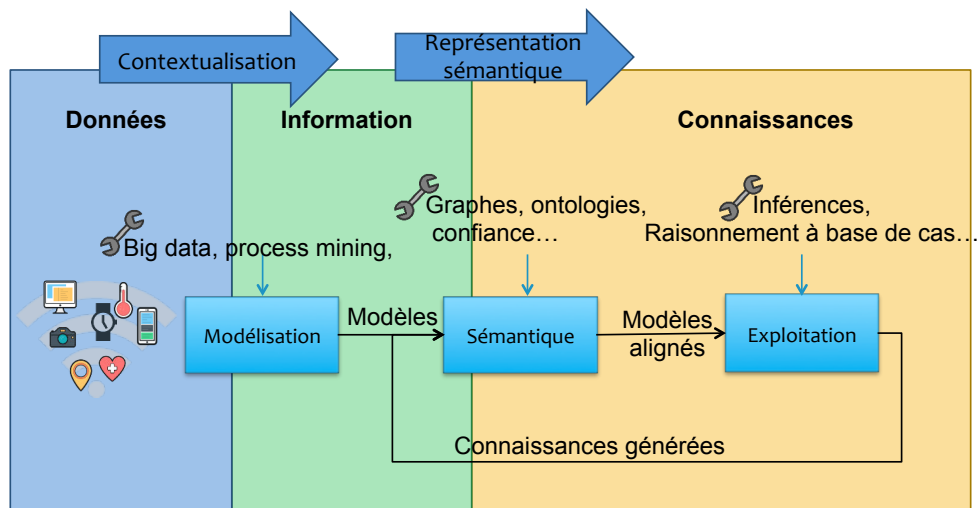 Contextualisation
Représentation
sémantique
Données
Information
Connaissances
Big data, process mining,
Graphes, ontologies,
confiance…
Inférences,
Raisonnement à base de cas…
Modélisation
Modèles
Sémantique
Modèles
alignés
Exploitation
Connaissances générées